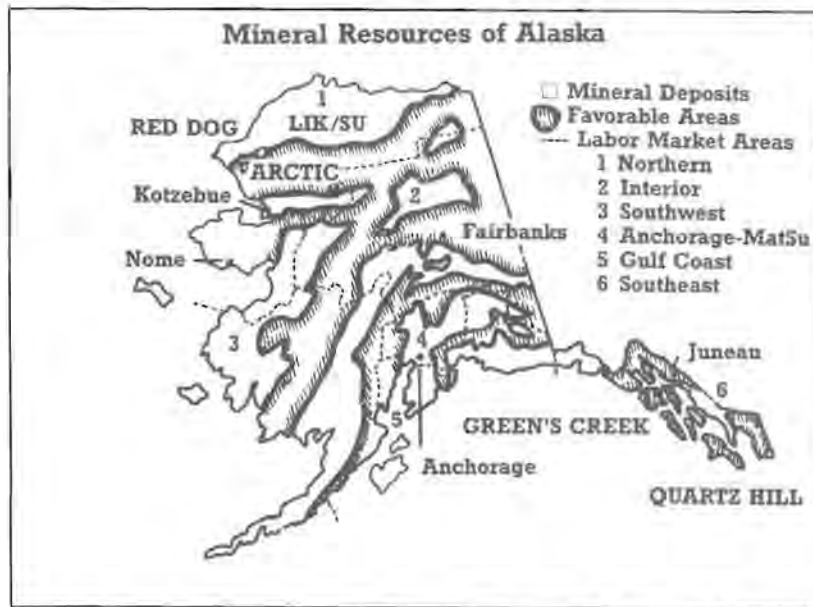 Mineral Resources of Alaska
1
LIK/SU
RED DOG
ARCTIC
Kotzebue
2
Fairbanks
Nome
3
4
5
Anchorage
GREEN'S CREEK
Juneau
6
QUARTZ HILL
Mineral Deposits
Favorable Areas
Labor Market Areas
1 Northern
2 Interior
3 Southwest
4 Anchorage-MatSu
5 Gulf Coast
6 Southeast